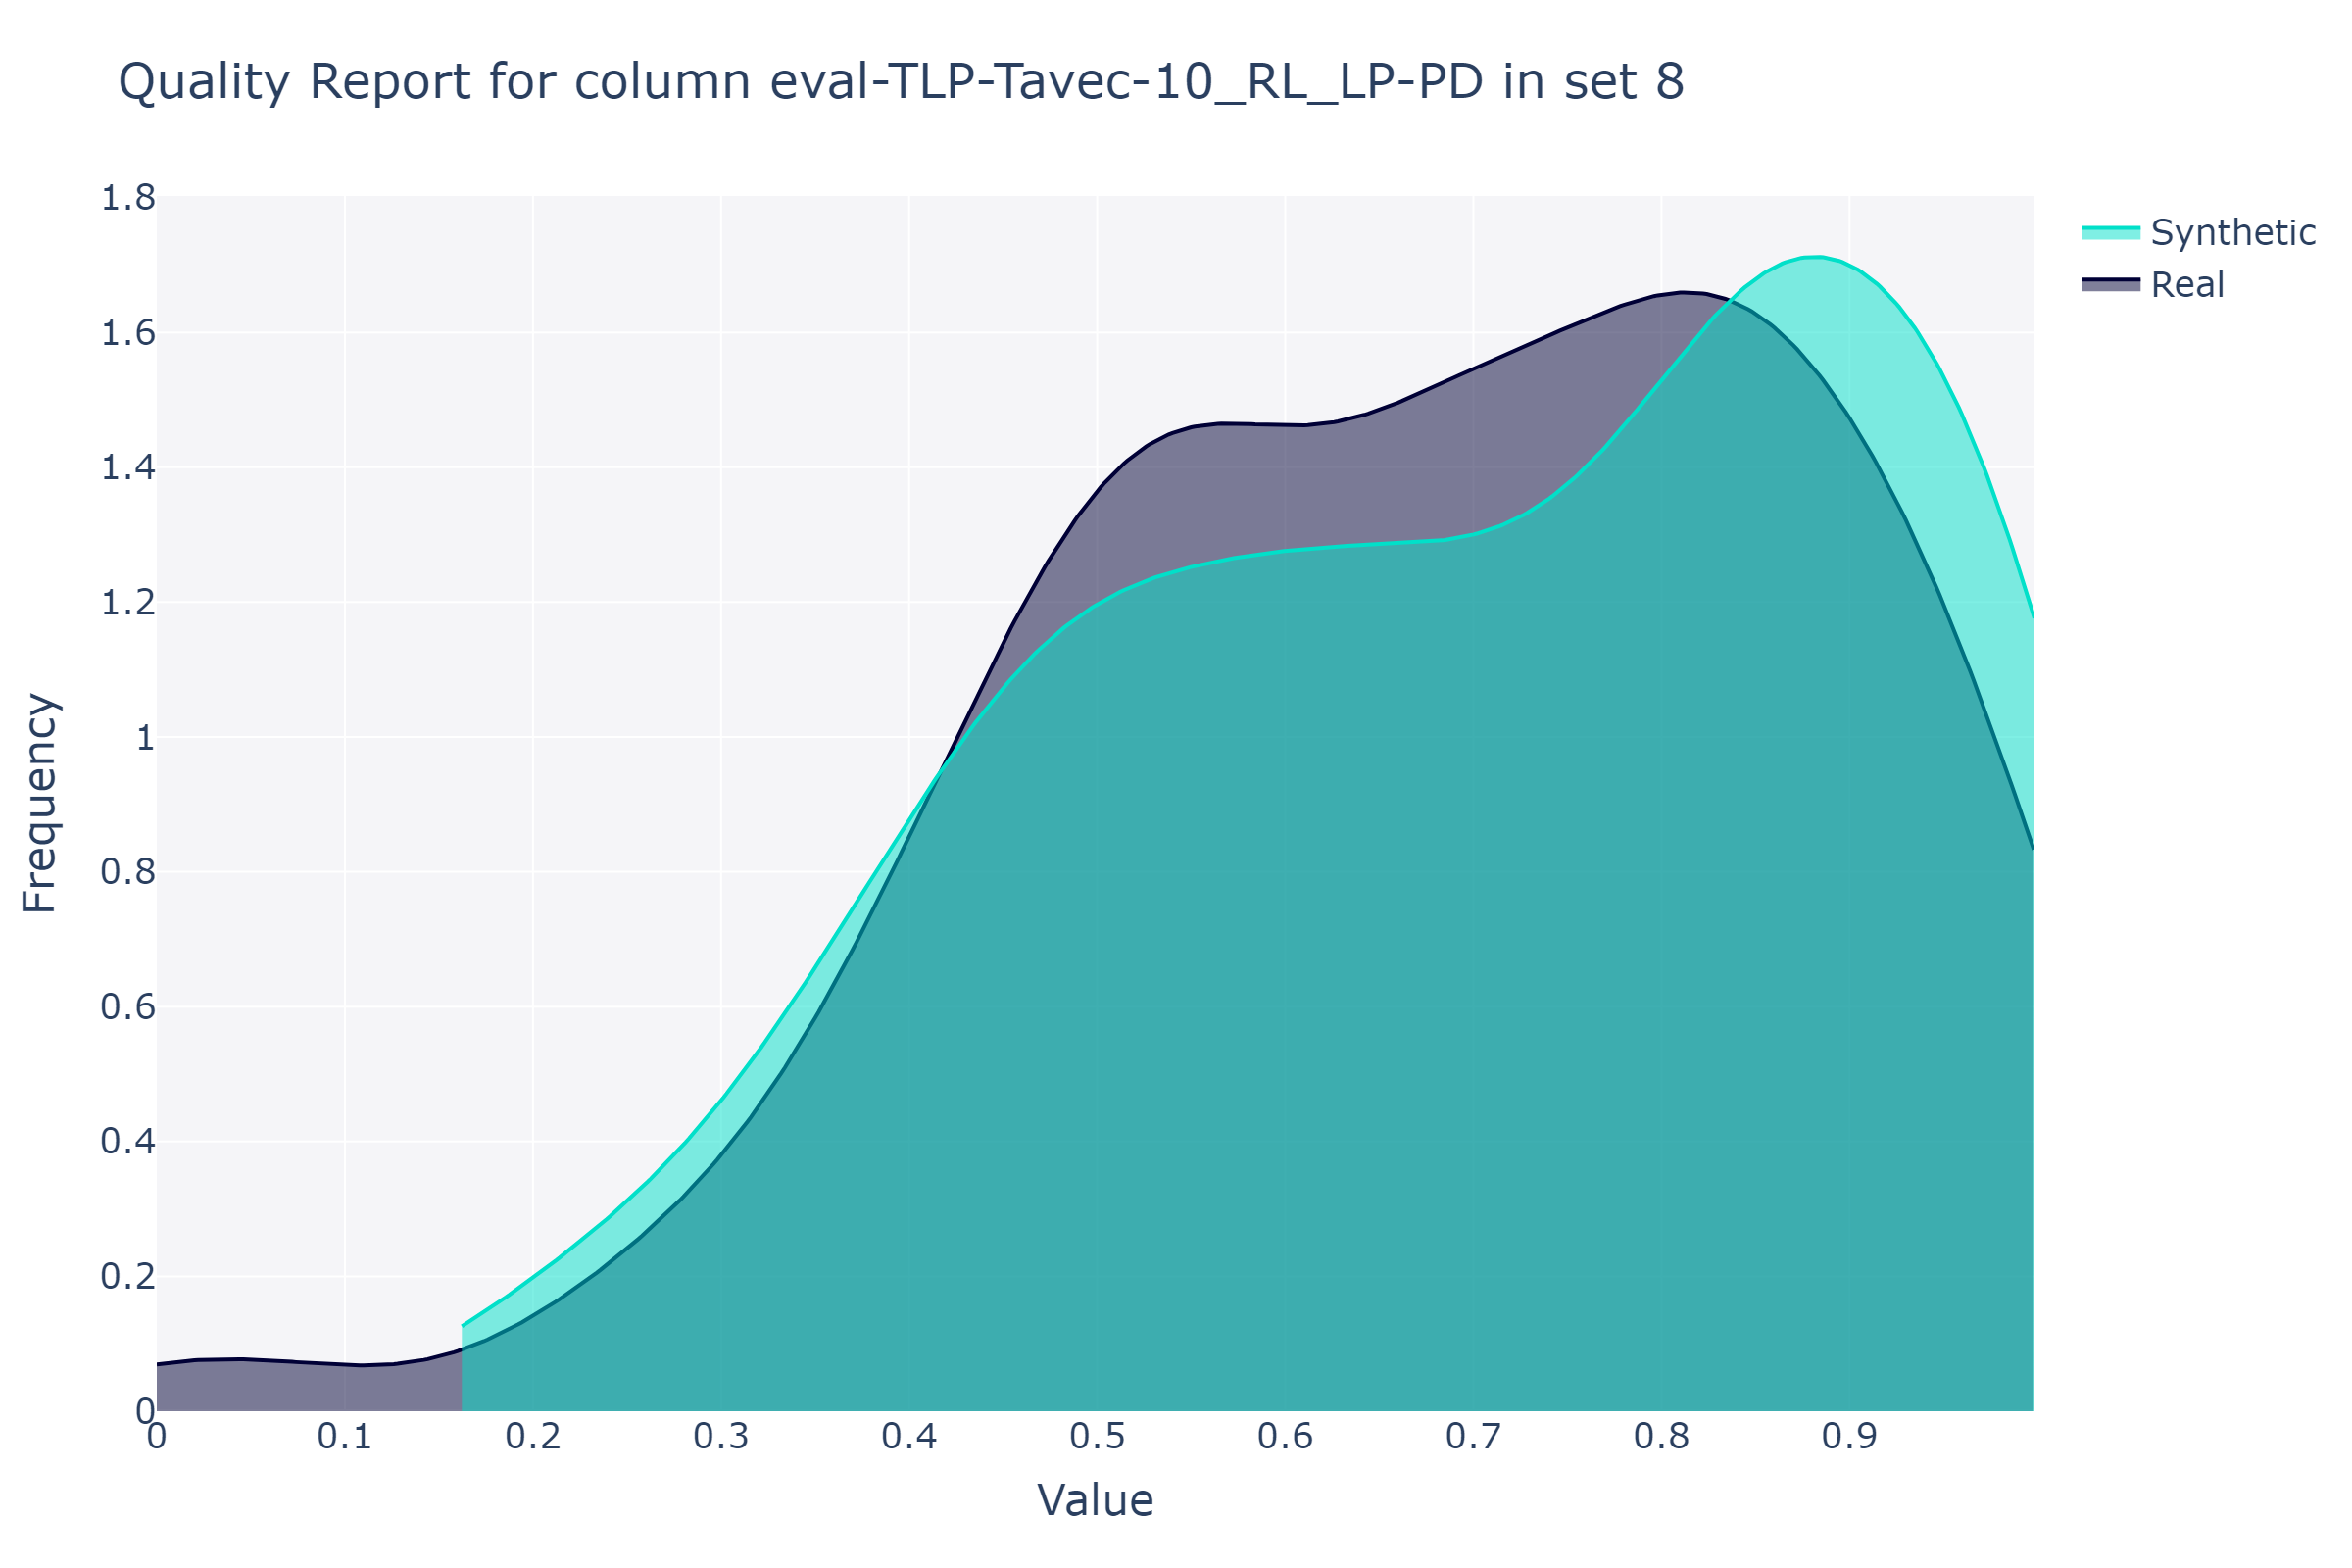 Quality Report for column eval-TLP-Tavec-10_RL_LP-PD in set 8
Synthetic
Real
1.8
1.6
1.4
1.2
1
0.8
0.6
0.4
0.2
0
Frequency
0 0.1 0.2 0.3 0.4 0.5 0.6 0.7 0.8 0.9
Value